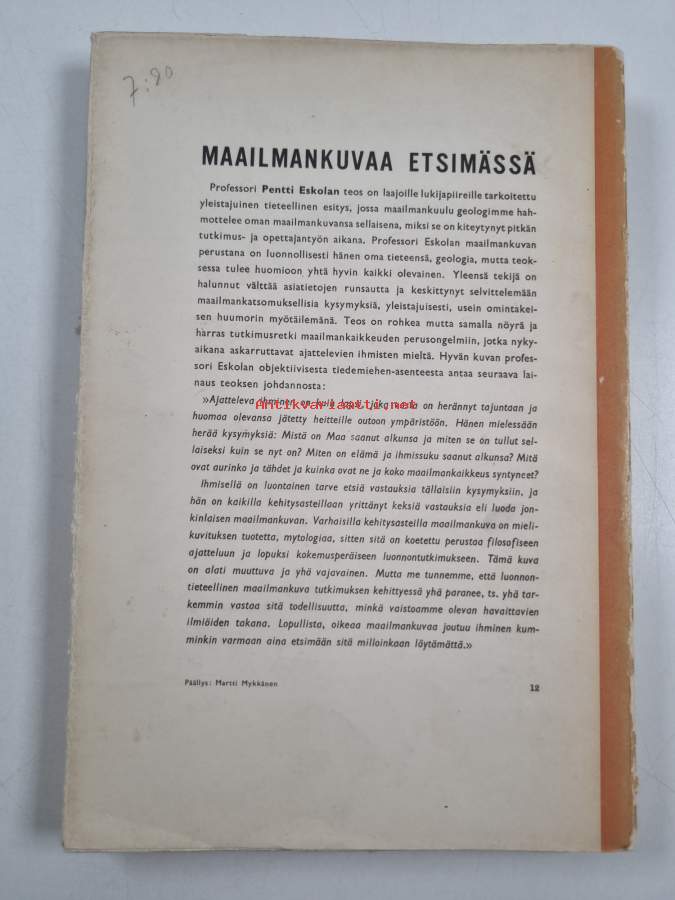 7:80
MAAILMANKUVAA ETSIMÄSSÄ
Professori Pentti Eskolan teos on laajoille lukijapiireille tarkoitettu
yleistajuinen tieteellinen esitys, jossa maailmankuulu geologimme hah-
mottelee oman maailmankuvansa sellaisena, miksi se on kiteytynyt pitkän
tutkimus- ja opettajantyön aikana. Professori Eskolan maailmankuvan
perustana on luonnollisesti hänen oma tieteensä, geologia, mutta teok-
sessa tulee huomioon yhtä hyvin kaikki olevainen. Yleensä tekijä on
halunnut välttää asiatietojen runsautta ja keskittynyt selvittelemään
maailmankatsomuksellisia kysymyksiä, yleistajuisesti, usein omintakei-
sen huumorin myötäilemänä. Teos on rohkea mutta samalla nöyrä ja
harras tutkimusretki maailmankaikkeuden perusongelmiin, jotka nyky-
aikana askarruttavat ajattelevien ihmisten mieltä. Hyvän kuvan profes-
sori Eskolan objektiivisesta tiedemiehen-asenteesta antaa seuraava lai-
naus teoksen johdannosta:
»Ajatteleva ihminen on kuin lapsi, joka on herännyt tajuntaan ja
Antikvariaatti.net
huomaa olevansa jätetty heitteille outoon ympäristöön. Hänen mielessään
herää kysymyksiä: Mistä on Maa saanut alkunsa ja miten se on tullut sel-
laiseksi kuin se nyt on? Miten on elämä ja ihmissuku saanut alkunsa? Mitä
ovat aurinko ja tähdet ja kuinka ovat ne ja koko maailmankaikkeus syntyneet?
Ihmisellä on luontainen tarve etsiä vastauksia tällaisiin kysymyksiin, ja
hän on kaikilla kehitysasteillaan yrittänyt keksiä vastauksia eli luoda jon-
kinlaisen maailmankuvan. Varhaisilla kehitysasteilla maailmankuva on mieli-
kuvituksen tuotetta, mytologiaa, sitten sitä on koetettu perustaa filosofiseen
ajatteluun ja lopuksi kokemusperäiseen luonnontutkimukseen. Tämä kuva
on alati muuttuva ja yhä vajavainen. Mutta me tunnemme, että luonnon-
tieteellinen maailmankuva tutkimuksen kehittyessä yhä paranee, ts. yhä tar-
kemmin vastaa sitä todellisuutta, minkä vaistoamme olevan havaittavien
ilmiöiden takana. Lopullista, oikeaa maailmankuvaa joutuu ihminen kum-
minkin varmaan aina etsimään sitä milloinkaan löytämättä.»
Päällys: Martti Mykkänen
12